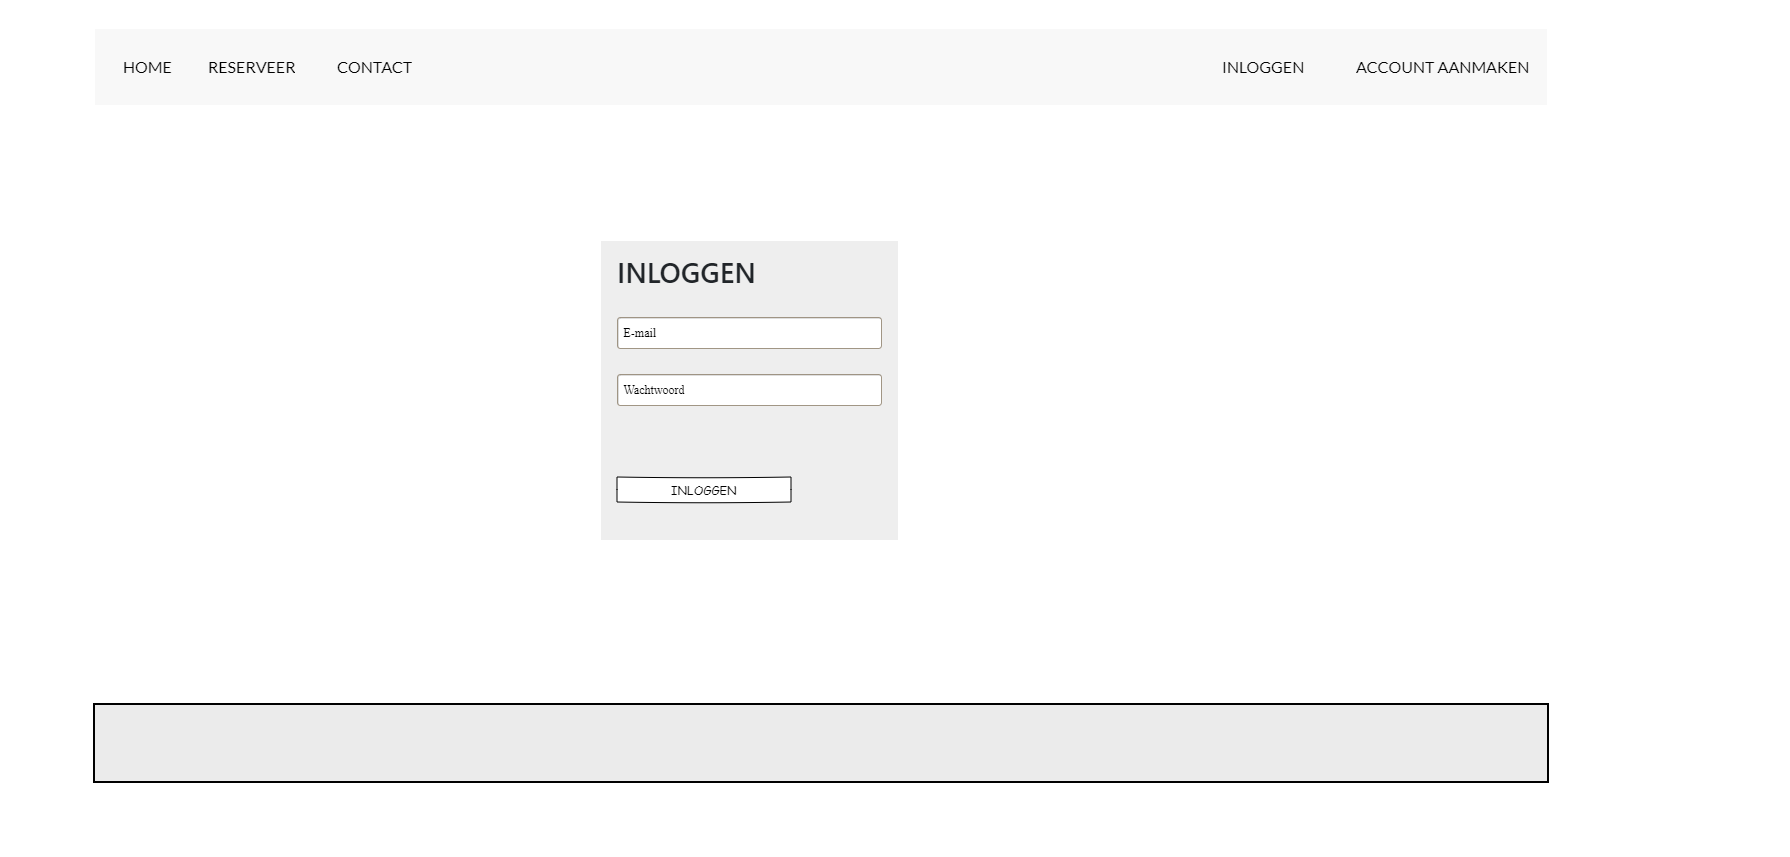 HOME RESERVEER CONTACT INLOGGEN ACCOUNT AANMAKEN
INLOGGEN
E-mail
Wachtwoord
INLOGGEN